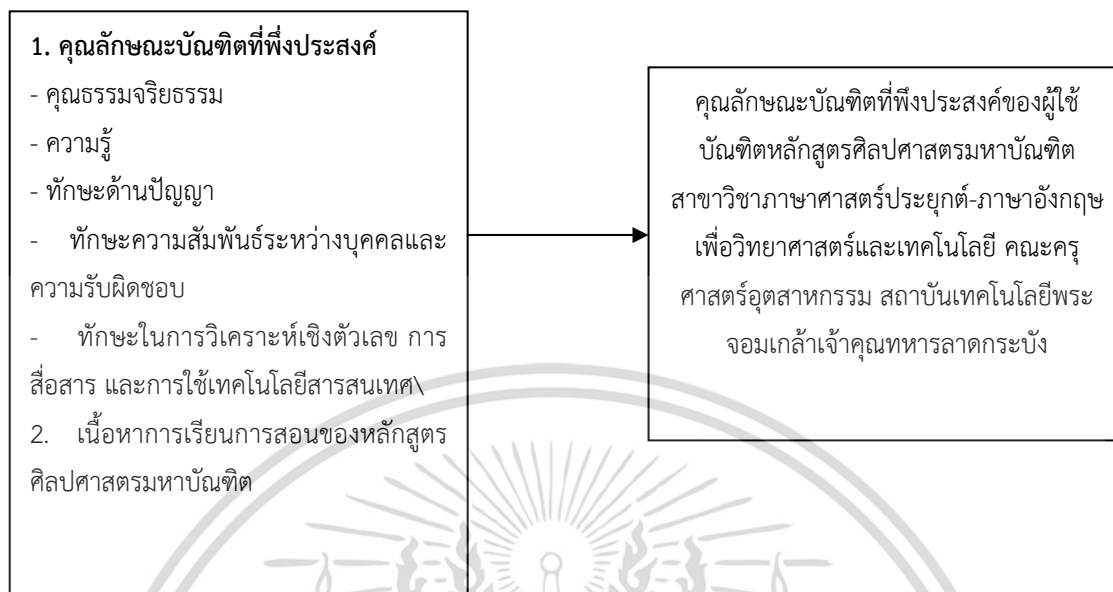 1. คุณลักษณะบัณฑิตที่พึ่งประสงค์
- คุณธรรมจริยธรรม
- ความรู้
- ทักษะด้านปัญญา
- ทักษะความสัมพันธ์ระหว่างบุคคลและ
ความรับผิดชอบ
- ทักษะในการวิเคราะห์เชิงตัวเลข การ
สื่อสาร และการใช้เทคโนโลยีสารสนเทศ\
2. เนื้อหาการเรียนการสอนของหลักสูตร
ศิลปศาสตรมหาบัณฑิต
คุณลักษณะบัณฑิตที่พึงประสงค์ของผู้ใช้
บัณฑิตหลักสูตรศิลปศาสตรมหาบัณฑิต
สาขาวิชาภาษาศาสตร์ประยุกต์-ภาษาอังกฤษ
เพื่อวิทยาศาสตร์และเทคโนโลยี คณะครุ
ศาสตร์อุตสาหกรรม สถาบันเทคโนโลยีพระ
จอมเกล้าเจ้าคุณทหารลาดกระบัง